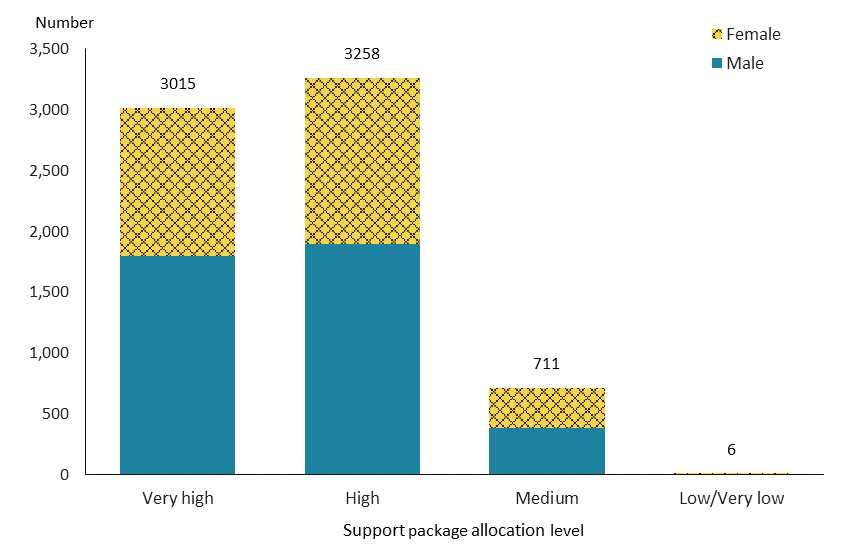 Number
Female
Male
3,500
3,000
2,500
2,000
1,500
1,000
500
0
3015
3258
711
6
Very high
High
Medium
Low/Very low
Support package allocation level